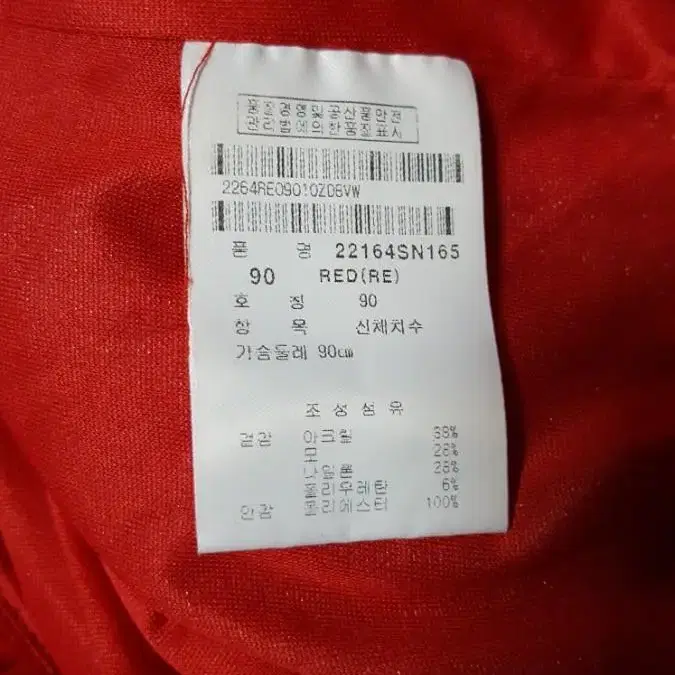 품질경영및공산품안전
관리법에의한품질표시
2264RE09010ZD6VW
품 명 22164SN165
90 RED(RE)
호 칭 90
항 목 신체치수
가슴둘레 90cm
조성섬유
겉감 아크릴 38%
모 28%
나일론 28%
폴리우레탄 6%
안감 폴리에스터 100%